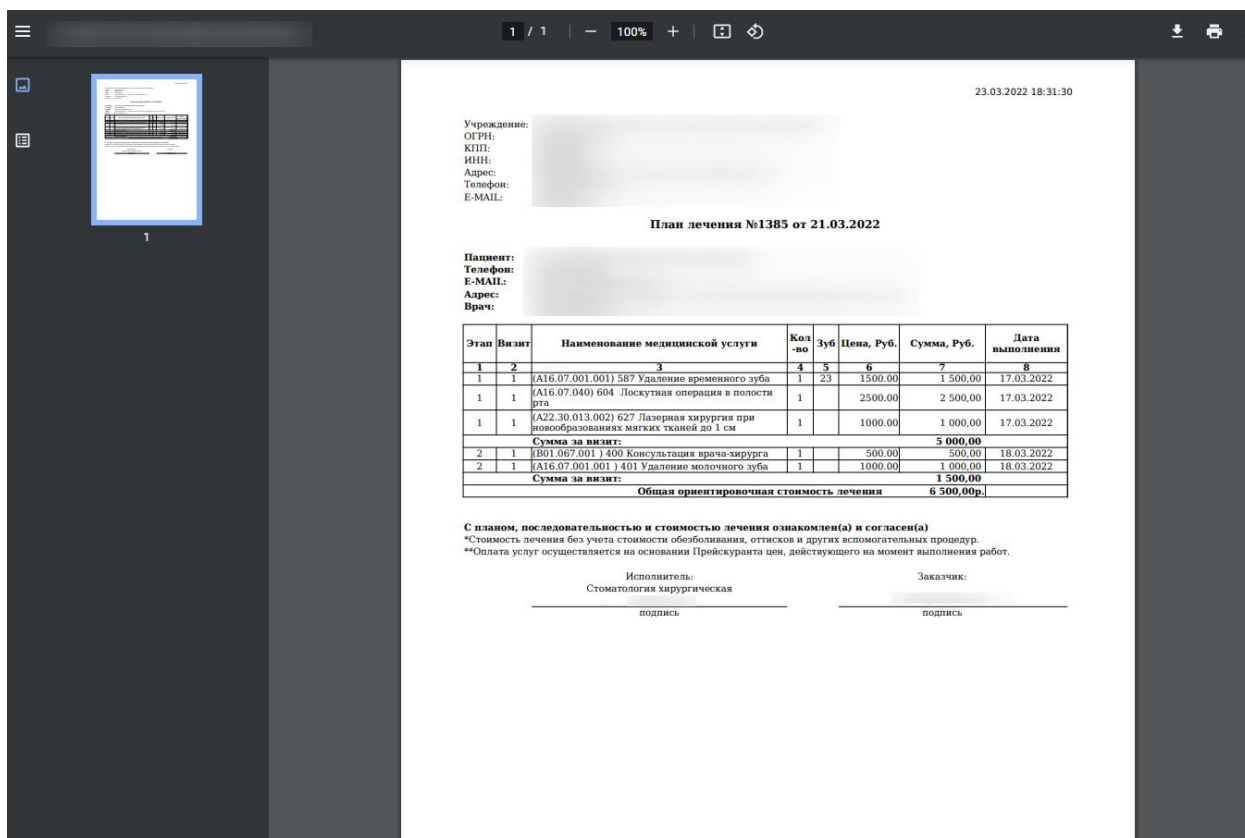 1 / 1 | − 100% + |
1
23.03.2022 18:31:30
Учреждение:
ОГРН:
КПП:
ИНН:
Адрес:
Телефон:
E-MAIL:
План лечения №1385 от 21.03.2022
Пациент:
Телефон:
E-MAIL:
Адрес:
Врач:
Этап Визит Наименование медицинской услуги Кол-во Зуб Цена, Руб. Сумма, Руб. Дата выполнения
1 2 3 4 5 6 7 8
1 1 (А16.07.001.001) 587 Удаление временного зуба 1 23 1500.00 1 500,00 17.03.2022
1 1 (А16.07.040) 604 Лоскутная операция в полости рта 1 2500.00 2 500,00 17.03.2022
1 1 (А22.30.013.002) 627 Лазерная хирургия при новообразованиях мягких тканей до 1 см 1 1000.00 1 000,00 17.03.2022
Сумма за визит: 5 000,00
2 1 (В01.067.001 ) 400 Консультация врача-хирурга 1 500.00 500,00 18.03.2022
2 1 (А16.07.001.001 ) 401 Удаление молочного зуба 1 1000.00 1 000,00 18.03.2022
Сумма за визит: 1 500,00
Общая ориентировочная стоимость лечения 6 500,00р.
С планом, последовательностью и стоимостью лечения ознакомлен(а) и согласен(а)
*Стоимость лечения без учета стоимости обезболивания, оттисков и других вспомогательных процедур.
**Оплата услуг осуществляется на основании Прейскуранта цен, действующего на момент выполнения работ.
Исполнитель: Заказчик:
Стоматология хирургическая
подпись подпись